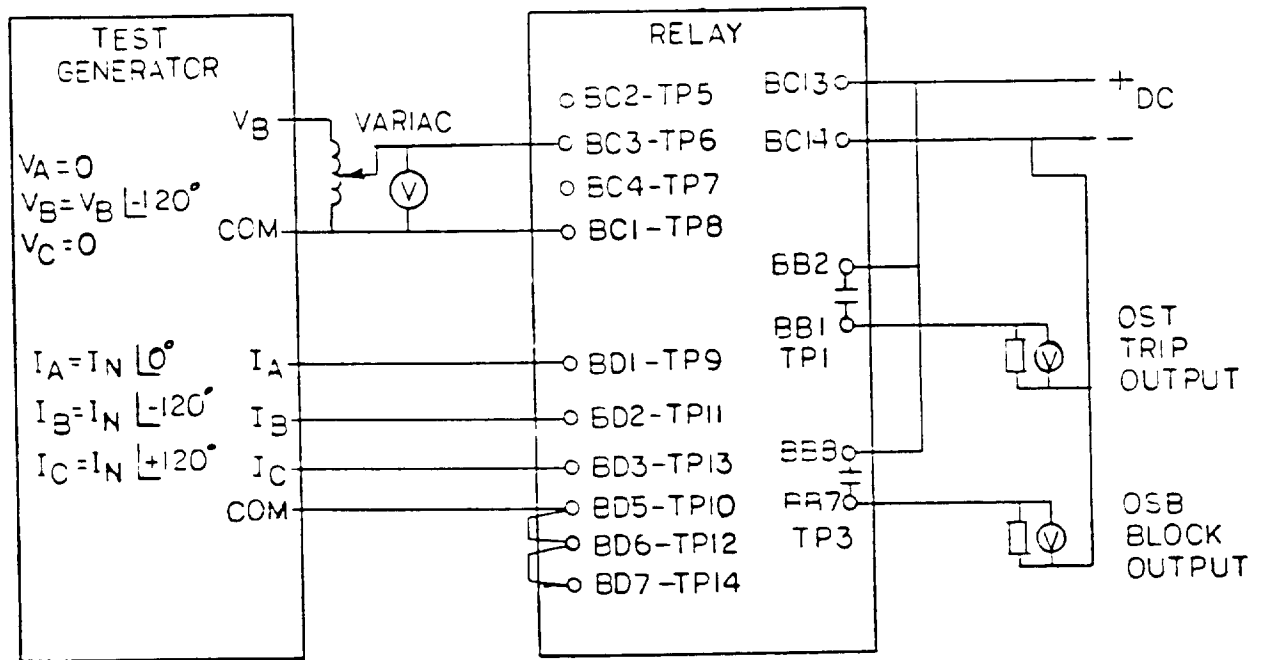 TEST
GENERATOR
VB
VA=0
VB=VB ∠-120°
VC=0
COM
IA=IN ∠0°
IA
IB=IN ∠-120°
IB
IC=IN ∠+120°
IC
COM
VARIAC
V
RELAY
BC2-TP5
BC3-TP6
BC4-TP7
BC1-TP8
BD1-TP9
BD2-TP11
BD3-TP13
BD5-TP10
BD6-TP12
BD7-TP14
BC13
BC14
BB2
BB1
TP1
BB8
BB7
TP3
+
DC
−
V
OST
TRIP
OUTPUT
V
OSB
BLOCK
OUTPUT